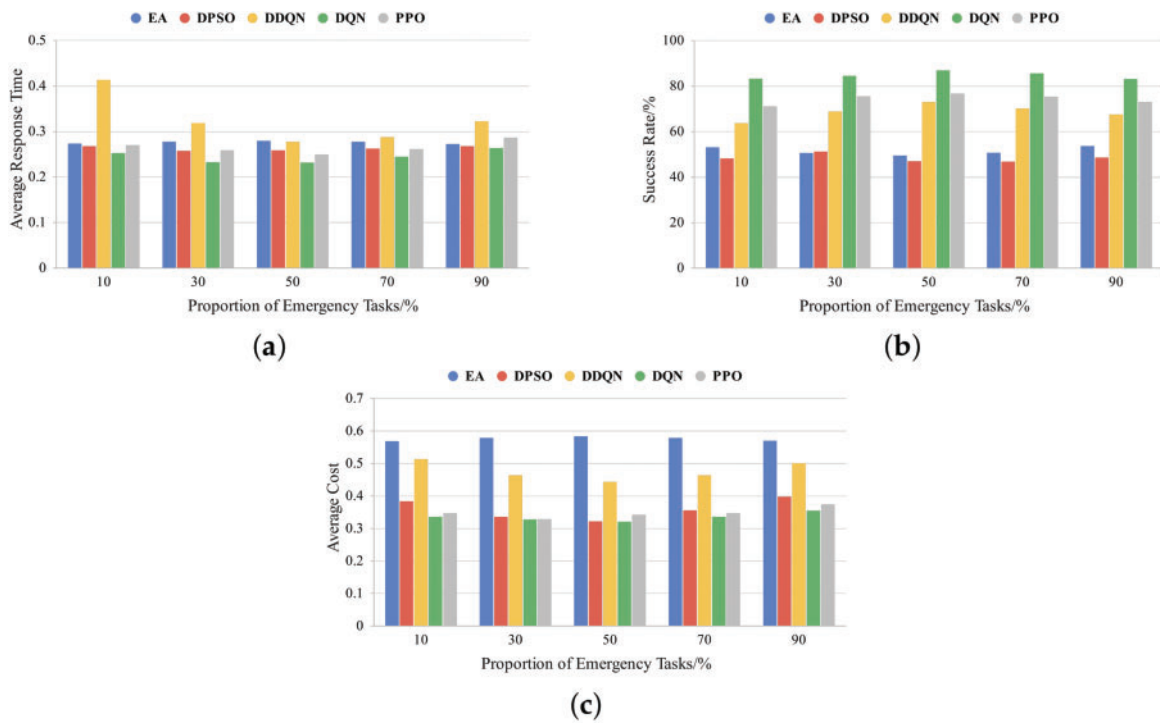 EA DPSO DDQN DQN PPO
0.5
0.4
0.3
0.2
0.1
0
Average Response Time
10 30 50 70 90
Proportion of Emergency Tasks/%
(a)
EA DPSO DDQN DQN PPO
100
80
60
40
20
0
Success Rate/%
10 30 50 70 90
Proportion of Emergency Tasks/%
(b)
EA DPSO DDQN DQN PPO
0.7
0.6
0.5
0.4
0.3
0.2
0.1
0
Average Cost
10 30 50 70 90
Proportion of Emergency Tasks/%
(c)